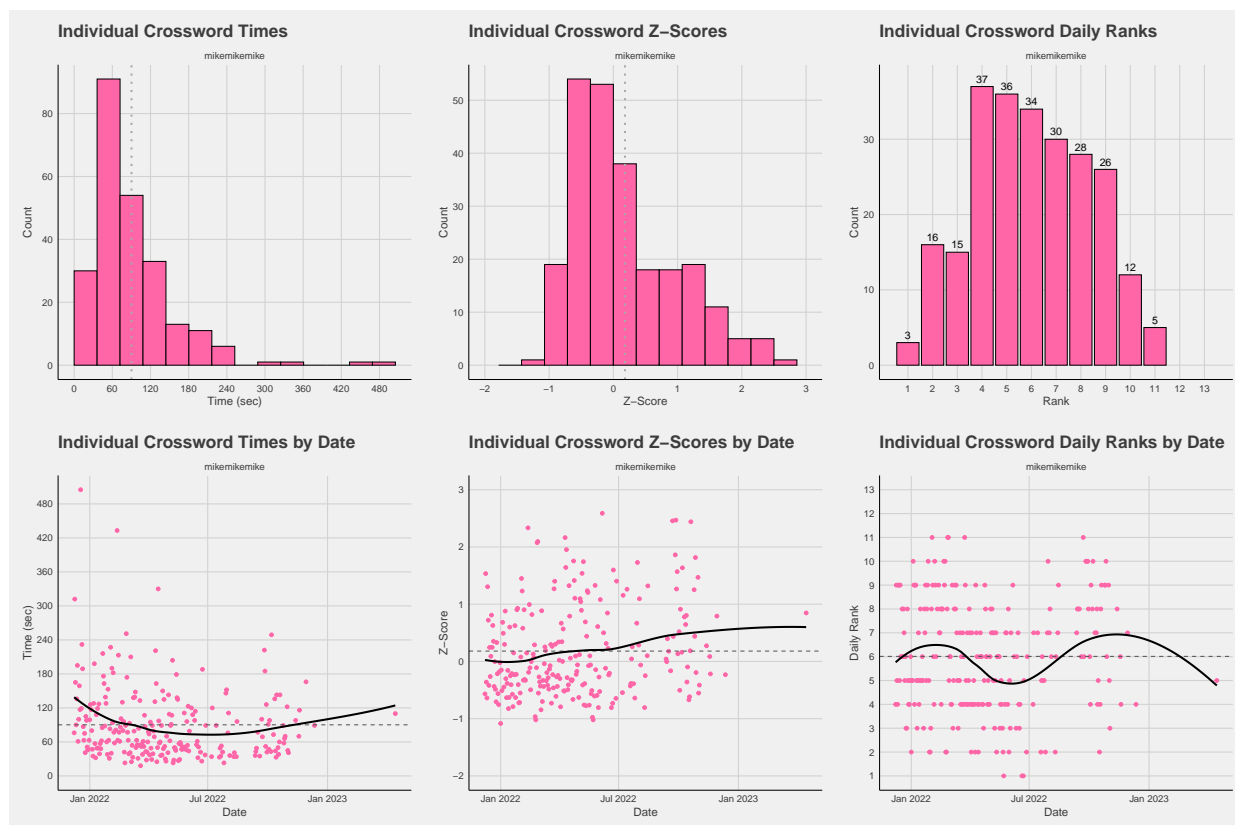 Individual Crossword Times
mikemikemike
Count
80
60
40
20
0
0 60 120 180 240 300 360 420 480
Time (sec)
Individual Crossword Z−Scores
mikemikemike
Count
50
40
30
20
10
0
−2 −1 0 1 2 3
Z−Score
Individual Crossword Daily Ranks
mikemikemike
Count
30
20
10
0
3 16 15 37 36 34 30 28 26 12 5
1 2 3 4 5 6 7 8 9 10 11 12 13
Rank
Individual Crossword Times by Date
mikemikemike
Time (sec)
480
420
360
300
240
180
120
60
0
Jan 2022 Jul 2022 Jan 2023
Date
Individual Crossword Z−Scores by Date
mikemikemike
Z−Score
3
2
1
0
−1
−2
Jan 2022 Jul 2022 Jan 2023
Date
Individual Crossword Daily Ranks by Date
mikemikemike
Daily Rank
13
12
11
10
9
8
7
6
5
4
3
2
1
Jan 2022 Jul 2022 Jan 2023
Date